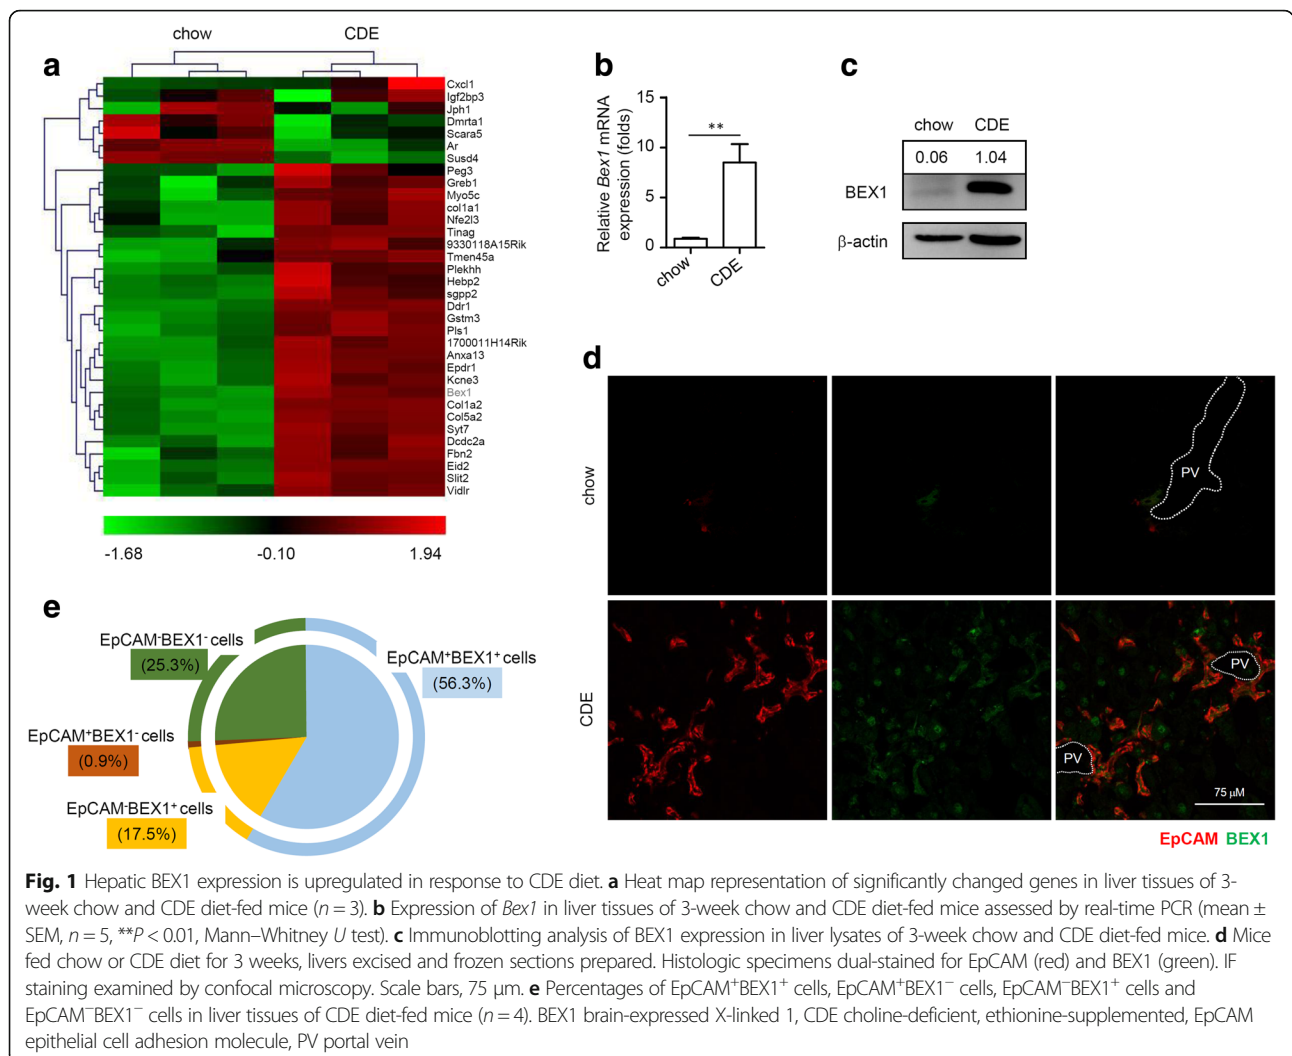 a
chow CDE
Cxcl1
Igf2bp3
Jph1
Dmrta1
Scara5
Ar
Susd4
Peg3
Greb1
Myo5c
col1a1
Nfe2l3
Tinag
9330118A15Rik
Tmen45a
Plekhh
Hebp2
sgpp2
Ddr1
Gstm3
Pls1
1700011H14Rik
Anxa13
Epdr1
Kcne3
Bex1
Col1a2
Col5a2
Syt7
Dcdc2a
Fbn2
Eid2
Slit2
Vidlr
-1.68 -0.10 1.94
b
Relative Bex1 mRNA
expression (folds)
15
10
5
0
**
chow CDE
c
chow CDE
0.06 1.04
BEX1
β-actin
d
chow
PV
CDE
PV
PV
75 µM
EpCAM BEX1
e
EpCAM⁻BEX1⁻ cells
(25.3%)
EpCAM⁺BEX1⁺ cells
(56.3%)
EpCAM⁺BEX1⁻ cells
(0.9%)
EpCAM⁻BEX1⁺ cells
(17.5%)
Fig. 1 Hepatic BEX1 expression is upregulated in response to CDE diet. a Heat map representation of significantly changed genes in liver tissues of 3-
week chow and CDE diet-fed mice (n = 3). b Expression of Bex1 in liver tissues of 3-week chow and CDE diet-fed mice assessed by real-time PCR (mean ±
SEM, n = 5, **P < 0.01, Mann–Whitney U test). c Immunoblotting analysis of BEX1 expression in liver lysates of 3-week chow and CDE diet-fed mice. d Mice
fed chow or CDE diet for 3 weeks, livers excised and frozen sections prepared. Histologic specimens dual-stained for EpCAM (red) and BEX1 (green). IF
staining examined by confocal microscopy. Scale bars, 75 µm. e Percentages of EpCAM⁺BEX1⁺ cells, EpCAM⁺BEX1⁻ cells, EpCAM⁻BEX1⁺ cells and
EpCAM⁻BEX1⁻ cells in liver tissues of CDE diet-fed mice (n = 4). BEX1 brain-expressed X-linked 1, CDE choline-deficient, ethionine-supplemented, EpCAM
epithelial cell adhesion molecule, PV portal vein